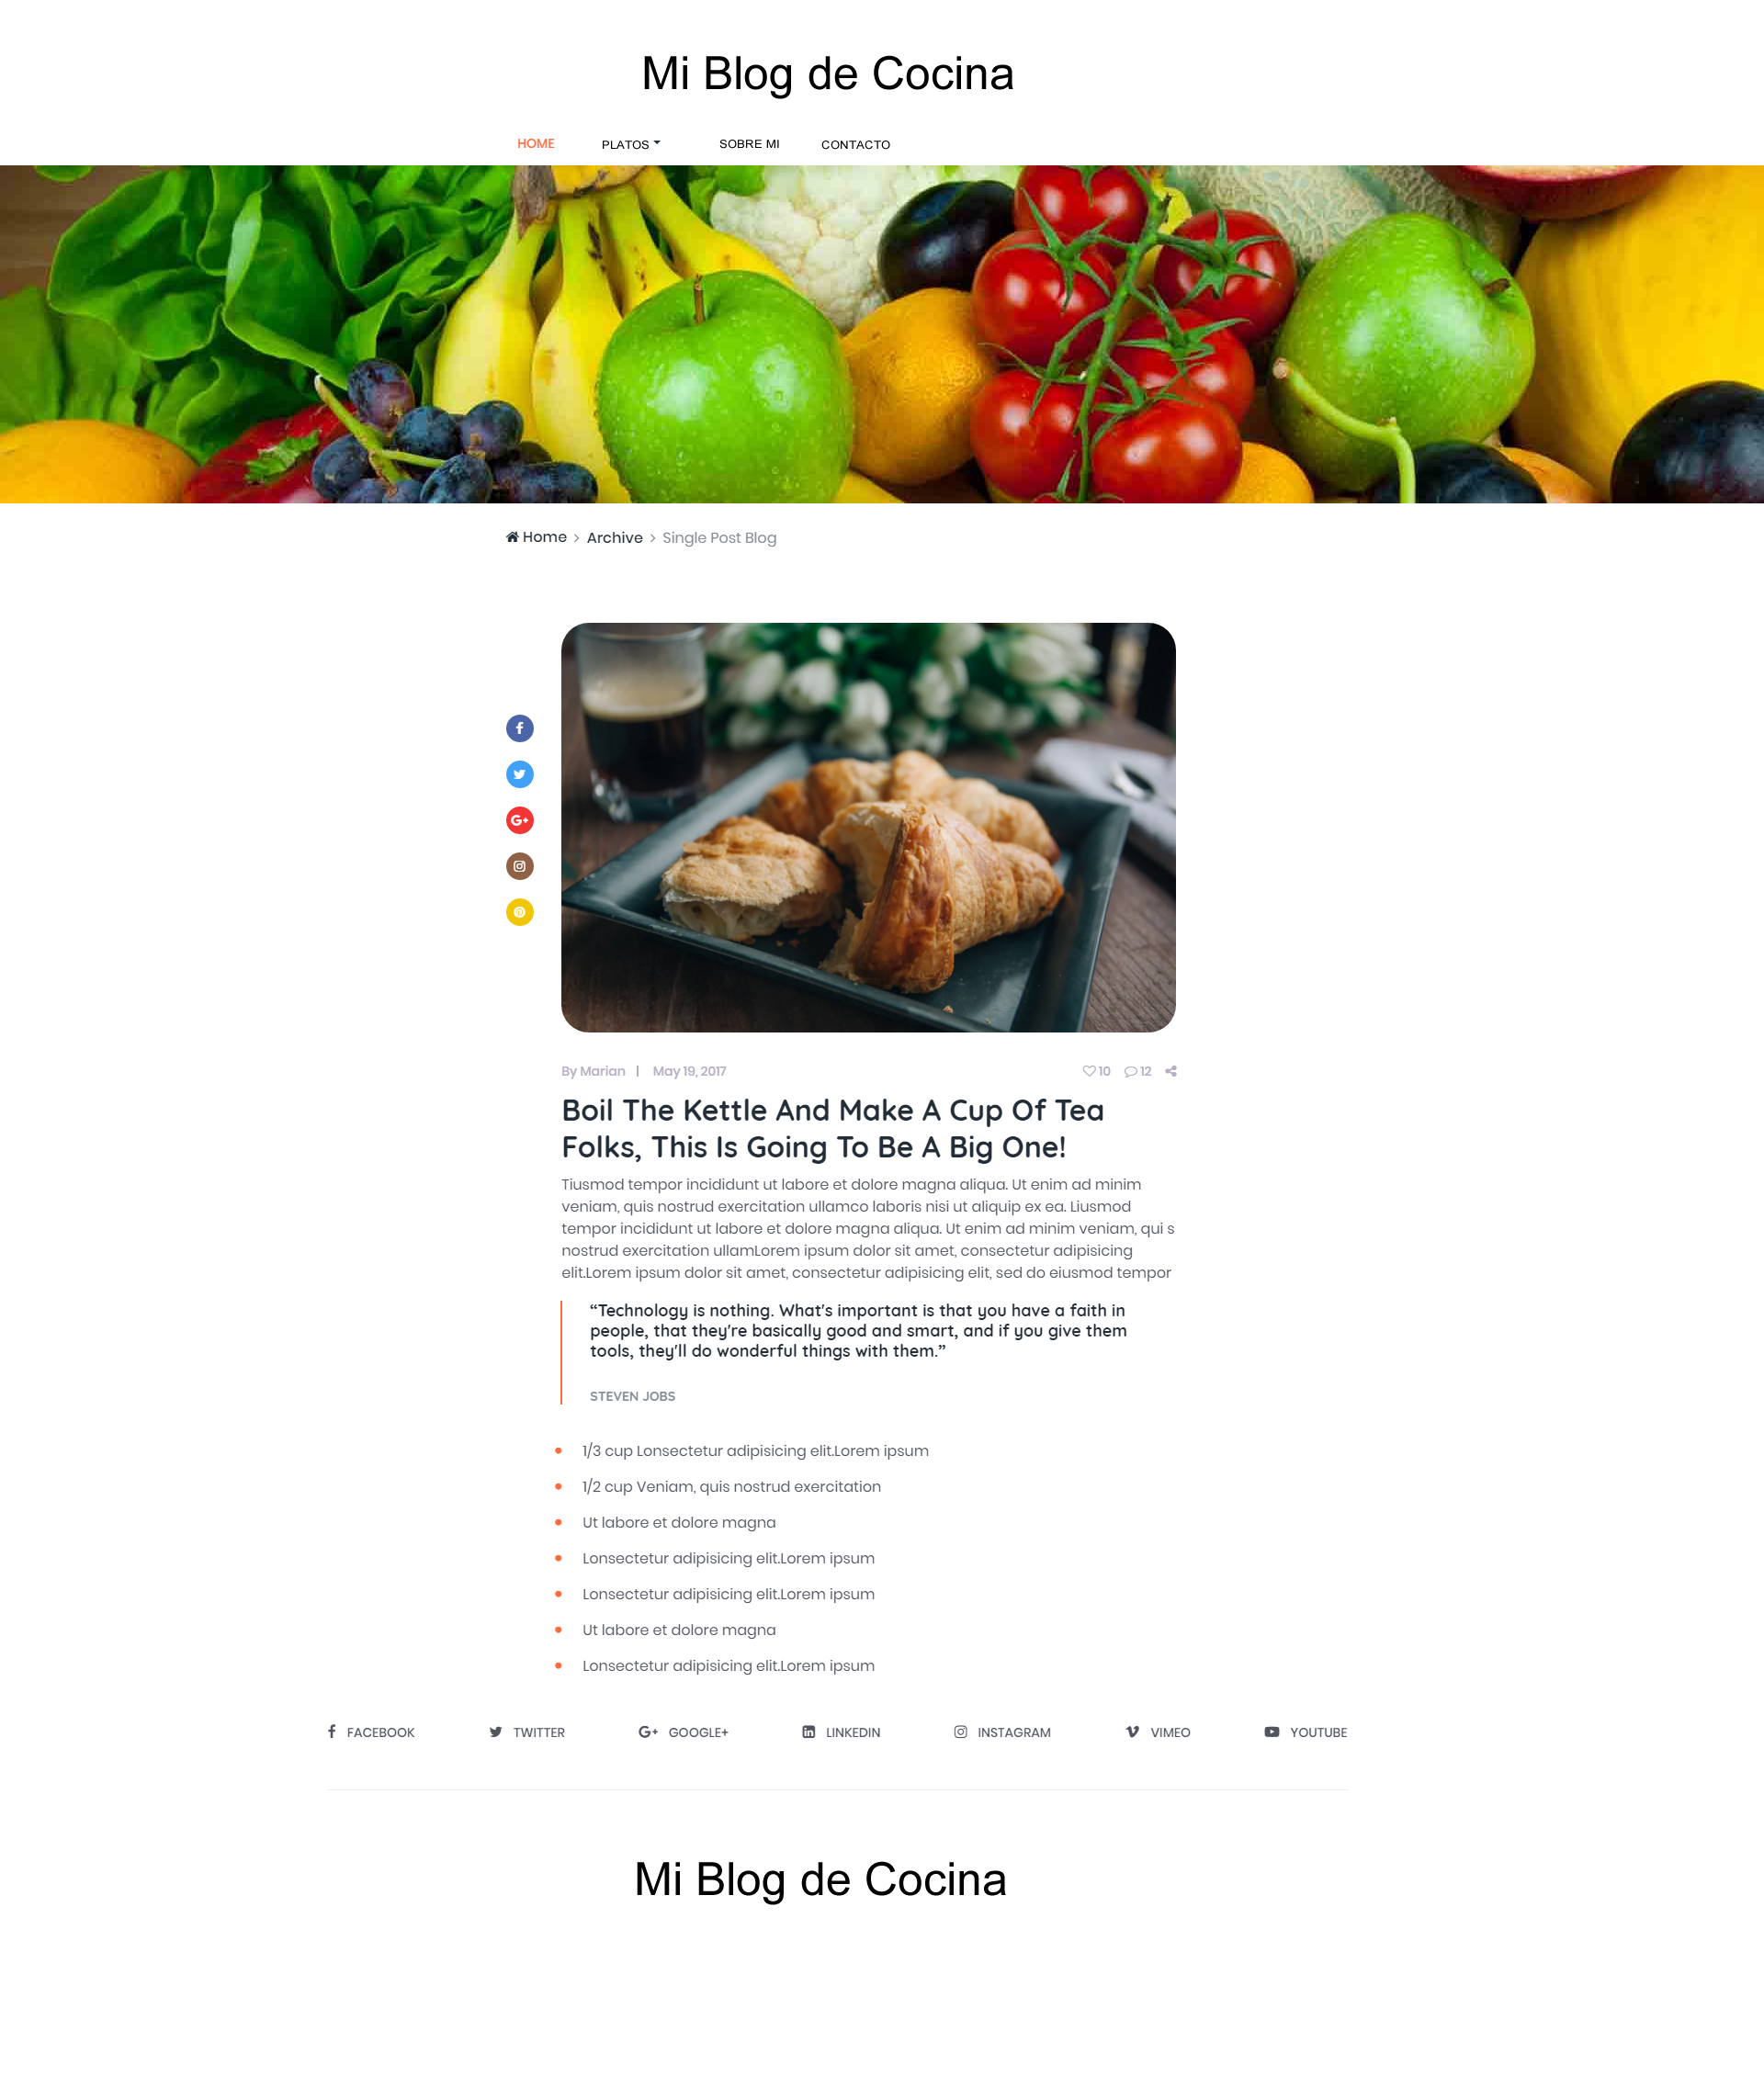 Mi Blog de Cocina
HOME PLATOS SOBRE MI CONTACTO
Home > Archive > Single Post Blog
By Marian | May 19, 2017 10 12
Boil The Kettle And Make A Cup Of Tea
Folks, This Is Going To Be A Big One!
Tiusmod tempor incididunt ut labore et dolore magna aliqua. Ut enim ad minim
veniam, quis nostrud exercitation ullamco laboris nisi ut aliquip ex ea. Liusmod
tempor incididunt ut labore et dolore magna aliqua. Ut enim ad minim veniam, qui s
nostrud exercitation ullamLorem ipsum dolor sit amet, consectetur adipisicing
elit.Lorem ipsum dolor sit amet, consectetur adipisicing elit, sed do eiusmod tempor
“Technology is nothing. What's important is that you have a faith in
people, that they're basically good and smart, and if you give them
tools, they'll do wonderful things with them.”
STEVEN JOBS
1/3 cup Lonsectetur adipisicing elit.Lorem ipsum
1/2 cup Veniam, quis nostrud exercitation
Ut labore et dolore magna
Lonsectetur adipisicing elit.Lorem ipsum
Lonsectetur adipisicing elit.Lorem ipsum
Ut labore et dolore magna
Lonsectetur adipisicing elit.Lorem ipsum
FACEBOOK TWITTER GOOGLE+ LINKEDIN INSTAGRAM VIMEO YOUTUBE
Mi Blog de Cocina